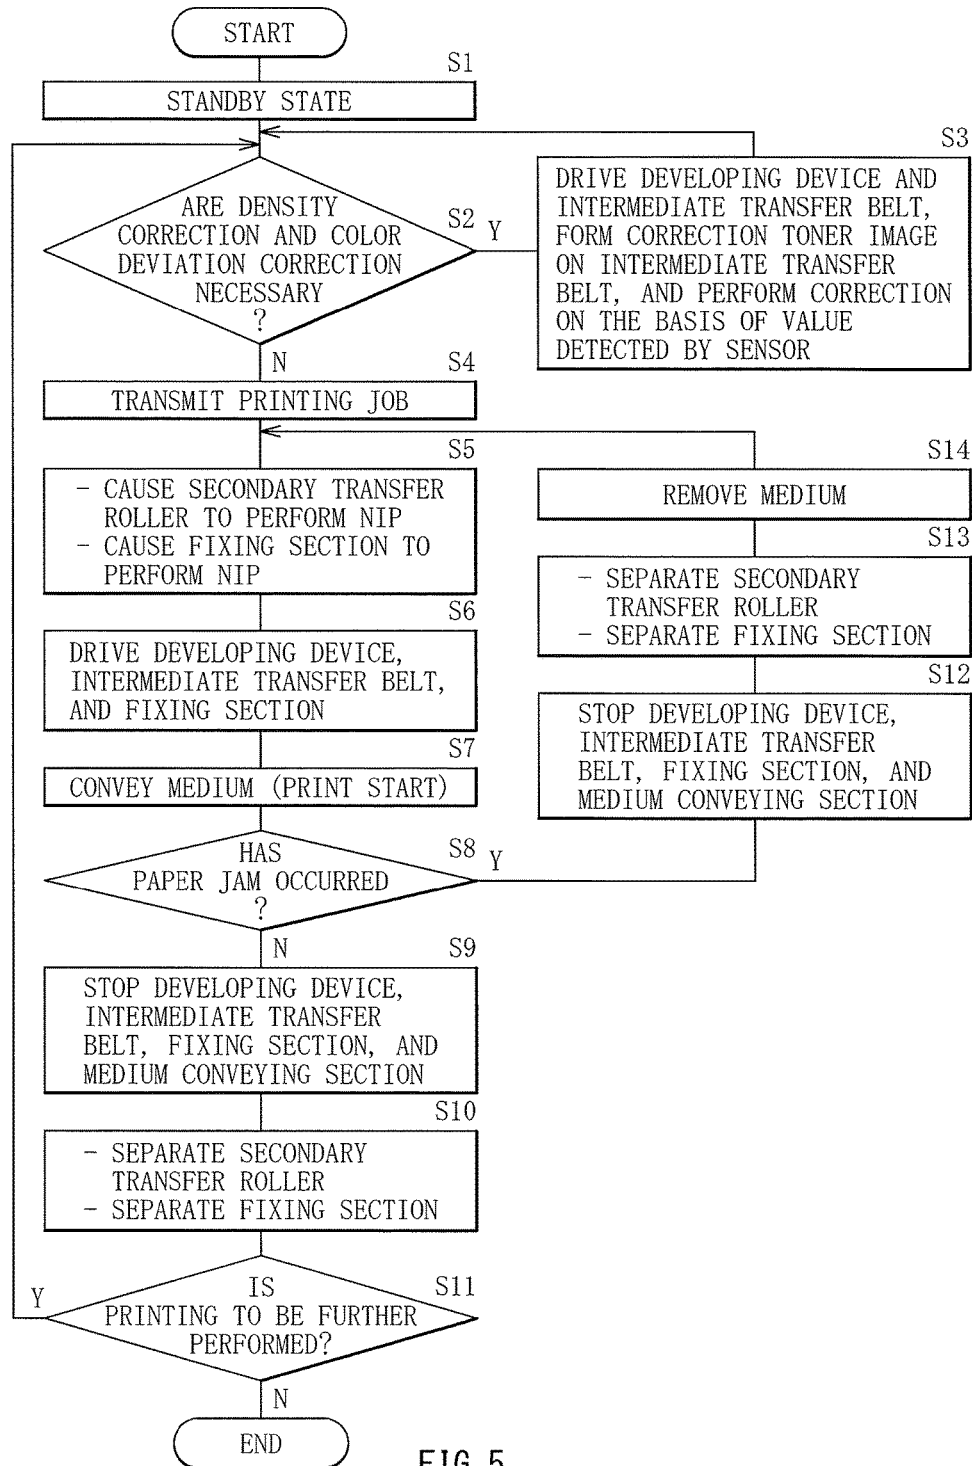 START
S1
STANDBY STATE
ARE DENSITY
CORRECTION AND COLOR
DEVIATION CORRECTION
NECESSARY
?
S2
Y
S3
DRIVE DEVELOPING DEVICE AND
INTERMEDIATE TRANSFER BELT,
FORM CORRECTION TONER IMAGE
ON INTERMEDIATE TRANSFER
BELT, AND PERFORM CORRECTION
ON THE BASIS OF VALUE
DETECTED BY SENSOR
N
S4
TRANSMIT PRINTING JOB
S5
- CAUSE SECONDARY TRANSFER
ROLLER TO PERFORM NIP
- CAUSE FIXING SECTION TO
PERFORM NIP
S6
DRIVE DEVELOPING DEVICE,
INTERMEDIATE TRANSFER BELT,
AND FIXING SECTION
S7
CONVEY MEDIUM (PRINT START)
HAS
PAPER JAM OCCURRED
?
S8
Y
S14
REMOVE MEDIUM
S13
- SEPARATE SECONDARY
TRANSFER ROLLER
- SEPARATE FIXING SECTION
S12
STOP DEVELOPING DEVICE,
INTERMEDIATE TRANSFER
BELT, FIXING SECTION, AND
MEDIUM CONVEYING SECTION
N
S9
STOP DEVELOPING DEVICE,
INTERMEDIATE TRANSFER
BELT, FIXING SECTION, AND
MEDIUM CONVEYING SECTION
S10
- SEPARATE SECONDARY
TRANSFER ROLLER
- SEPARATE FIXING SECTION
IS
PRINTING TO BE FURTHER
PERFORMED?
S11
Y
N
END
FIG. 5